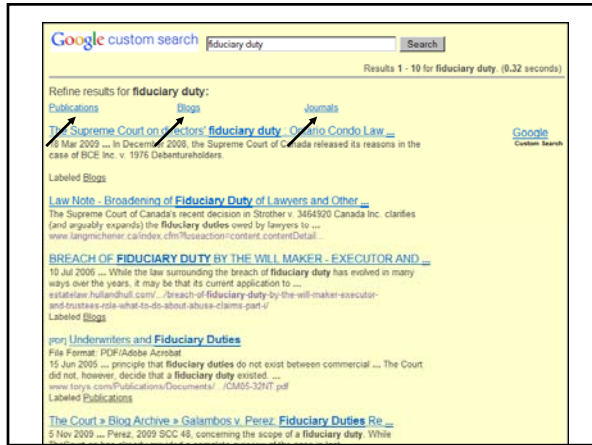 Google custom search fiduciary duty Search
Results 1 - 10 for fiduciary duty. (0.32 seconds)
Refine results for fiduciary duty:
Publications Blogs Journals
The Supreme Court on directors' fiduciary duty : Ontario Condo Law ...
18 Mar 2009 ... In December 2008, the Supreme Court of Canada released its reasons in the
case of BCE Inc. v. 1976 Debentureholders.
Labeled Blogs
Google
Custom Search
Law Note - Broadening of Fiduciary Duty of Lawyers and Other ...
The Supreme Court of Canada's recent decision in Strother v. 3464920 Canada Inc. clarifies
(and arguably expands) the fiduciary duties owed by lawyers to ...
www.langmichener.ca/index.cfm?fuseaction=content.contentDetail...
BREACH OF FIDUCIARY DUTY BY THE WILL MAKER - EXECUTOR AND ...
10 Jul 2006 ... While the law surrounding the breach of fiduciary duty has evolved in many
ways over the years, it may be that its current application to ...
estatelaw.hullandhull.com/.../breach-of-fiduciary-duty-by-the-will-maker-executor-
and-trustees-role-what-to-do-about-abuse-claims-part-i/
Labeled Blogs
[PDF] Underwriters and Fiduciary Duties
File Format: PDF/Adobe Acrobat
15 Jun 2005 ... principle that fiduciary duties do not exist between commercial ... The Court
did not, however, decide that a fiduciary duty existed. ...
www.torys.com/Publications/Documents/.../CM05-32NT.pdf
Labeled Publications
The Court » Blog Archive » Galambos v. Perez: Fiduciary Duties Re ...
5 Nov 2009 ... Perez, 2009 SCC 48, concerning the scope of a fiduciary duty. While